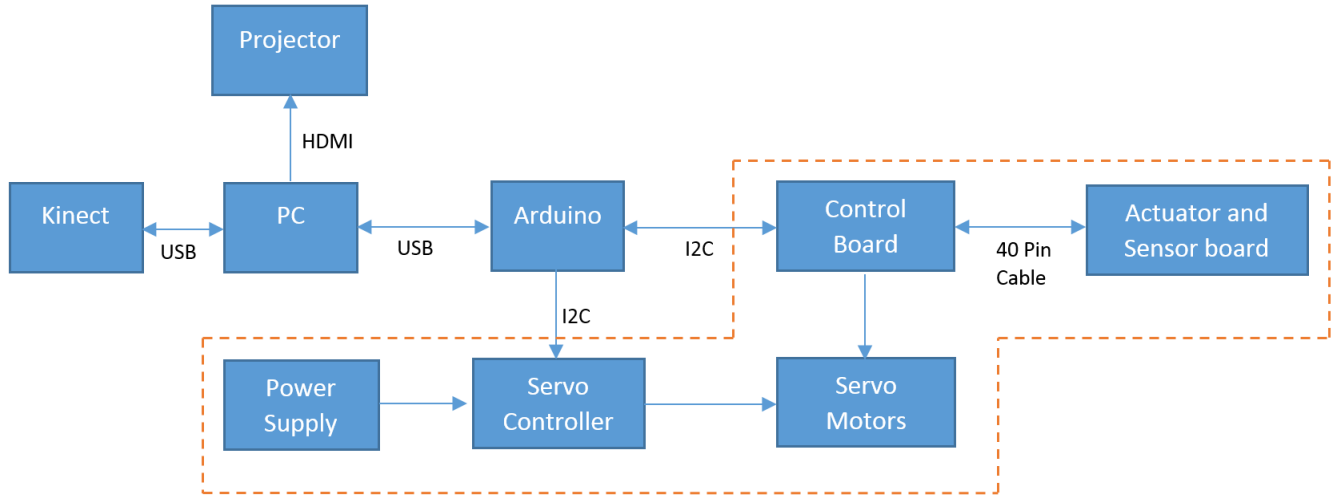 Projector
HDMI
Kinect
USB
PC
USB
Arduino
I2C
Control
Board
40 Pin
Cable
Actuator and
Sensor board
I2C
Power
Supply
Servo
Controller
Servo
Motors